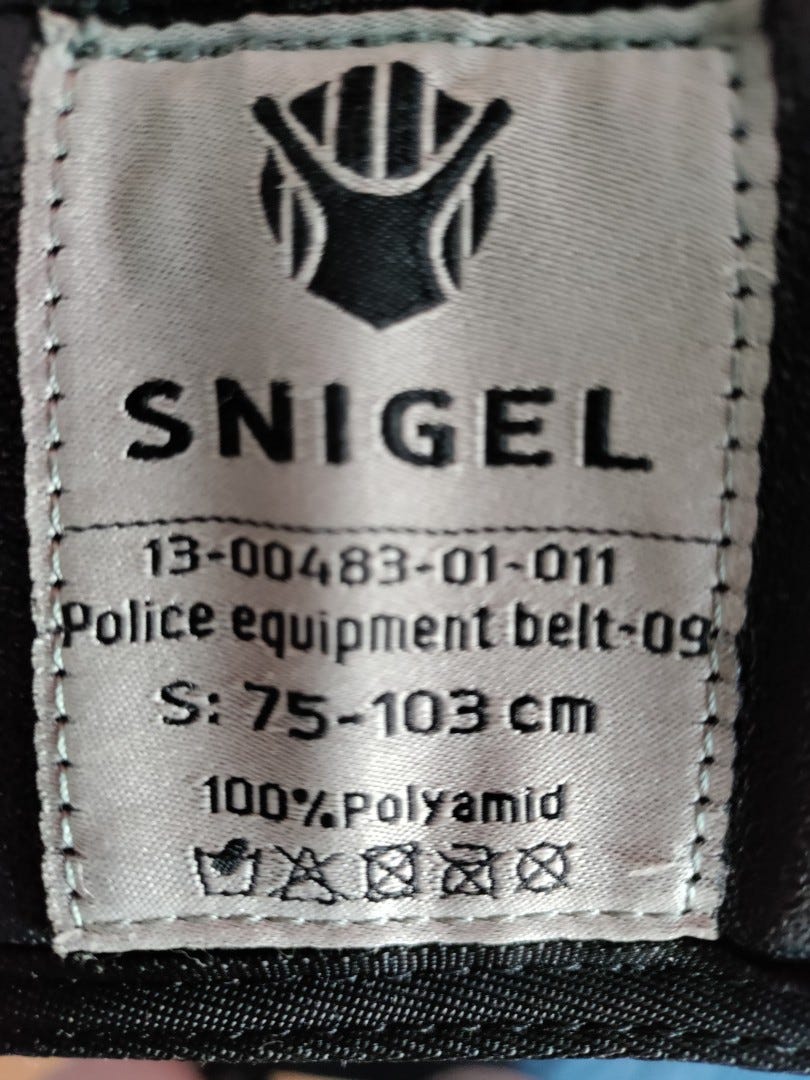 SNIGEL
13-00483-01-011
Police equipment belt-09
S: 75-103 cm
100% Polyamid